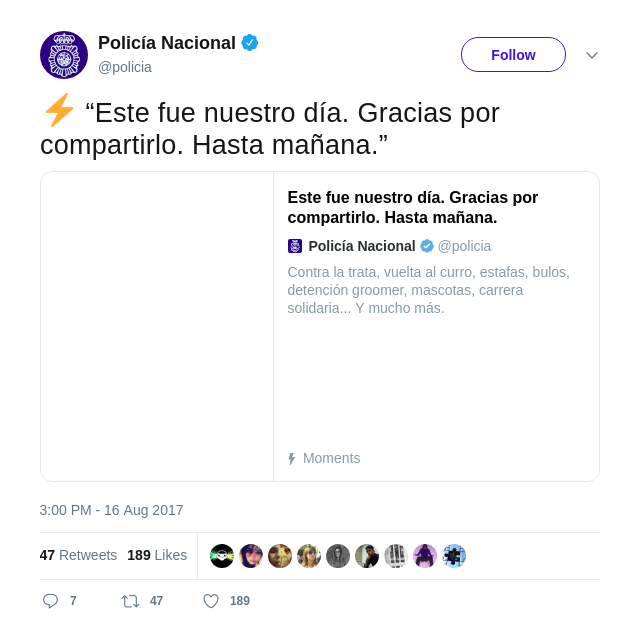 Policía Nacional
@policia
Follow
⚡ “Este fue nuestro día. Gracias por
compartirlo. Hasta mañana.”
Este fue nuestro día. Gracias por
compartirlo. Hasta mañana.
Policía Nacional @policia
Contra la trata, vuelta al curro, estafas, bulos,
detención groomer, mascotas, carrera
solidaria... Y mucho más.
Moments
3:00 PM - 16 Aug 2017
47 Retweets 189 Likes
7 47 189